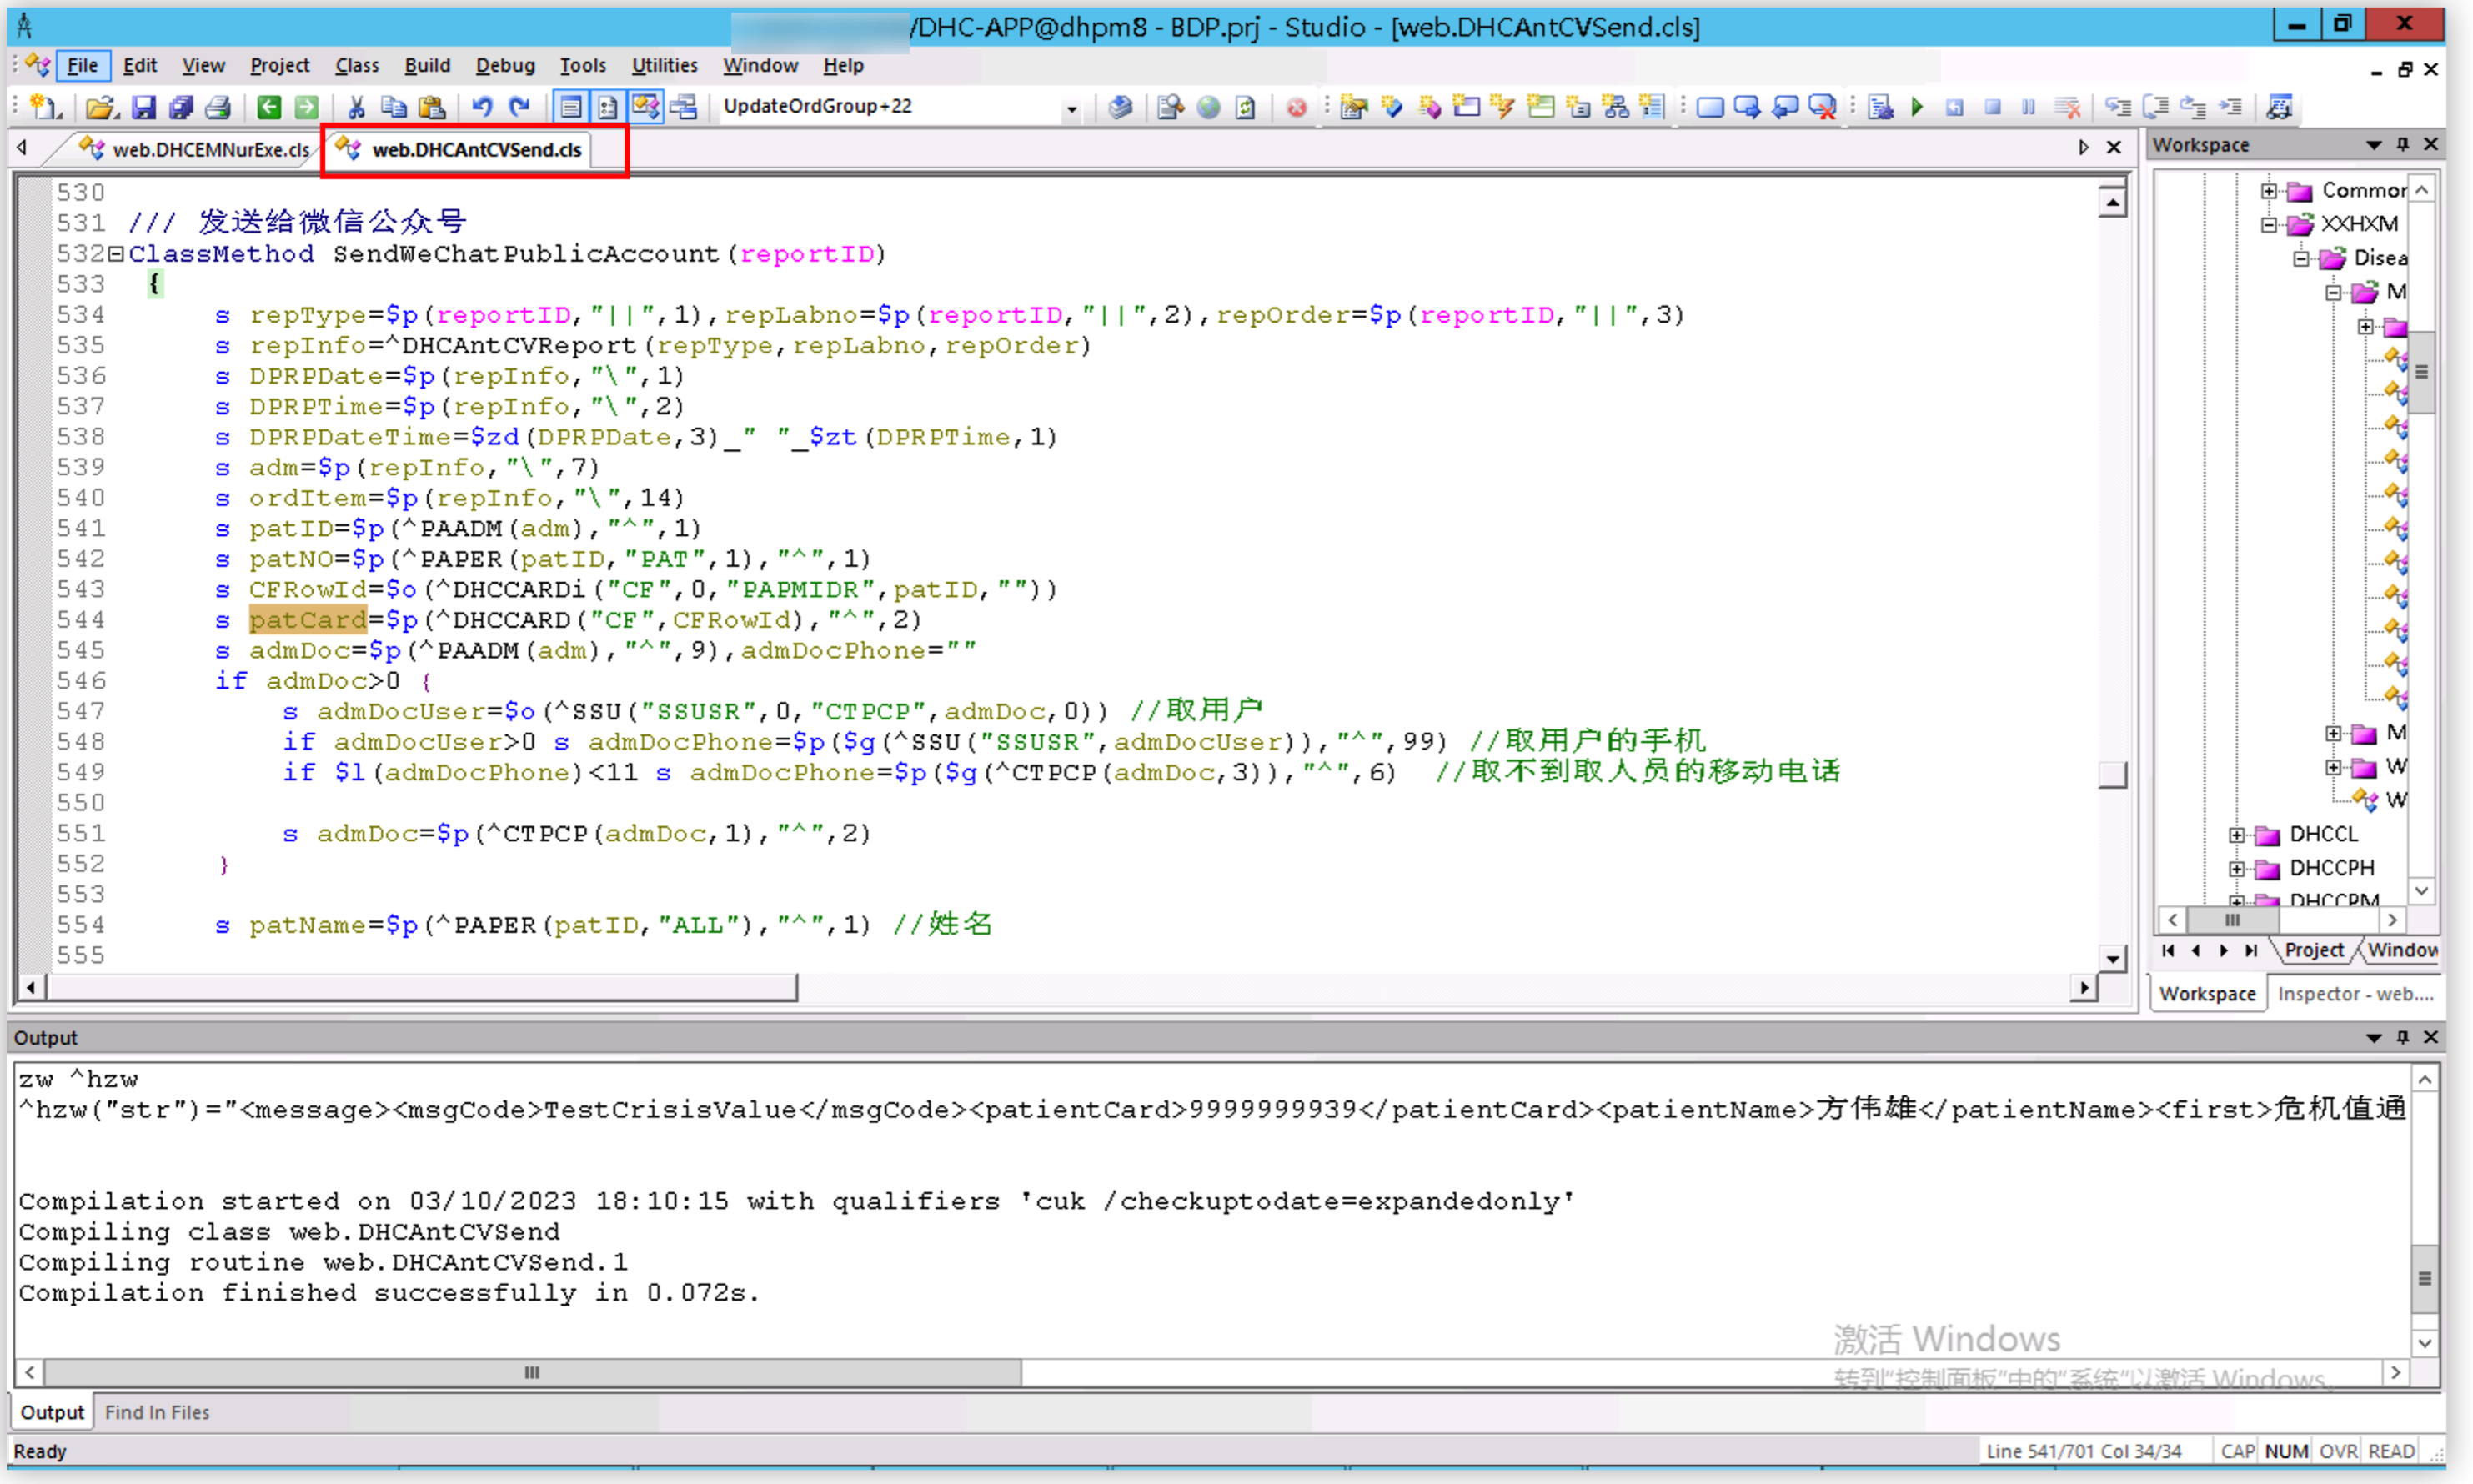 /DHC-APP@dhpm8 - BDP.prj - Studio - [web.DHCAntCVSend.cls]
File Edit View Project Class Build Debug Tools Utilities Window Help
UpdateOrdGroup+22
web.DHCEMNurExe.cls web.DHCAntCVSend.cls
530
531 /// 发送给微信公众号
532 ClassMethod SendWeChatPublicAccount(reportID)
533 {
534 s repType=$p(reportID,"||",1),repLabno=$p(reportID,"||",2),repOrder=$p(reportID,"||",3)
535 s repInfo=^DHCAntCVReport(repType,repLabno,repOrder)
536 s DPRPDate=$p(repInfo,"\",1)
537 s DPRPTime=$p(repInfo,"\",2)
538 s DPRPDateTime=$zd(DPRPDate,3)_" "_$zt(DPRPTime,1)
539 s adm=$p(repInfo,"\",7)
540 s ordItem=$p(repInfo,"\",14)
541 s patID=$p(^PAADM(adm),"^",1)
542 s patNO=$p(^PAPER(patID,"PAT",1),"^",1)
543 s CFRowId=$o(^DHCCARDi("CF",0,"PAPMIDR",patID,""))
544 s patCard=$p(^DHCCARD("CF",CFRowId),"^",2)
545 s admDoc=$p(^PAADM(adm),"^",9),admDocPhone=""
546 if admDoc>0 {
547 s admDocUser=$o(^SSU("SSUSR",0,"CTPCP",admDoc,0)) //取用户
548 if admDocUser>0 s admDocPhone=$p($g(^SSU("SSUSR",admDocUser)),"^",99) //取用户的手机
549 if $l(admDocPhone)<11 s admDocPhone=$p($g(^CTPCP(admDoc,3)),"^",6) //取不到取人员的移动电话
550
551 s admDoc=$p(^CTPCP(admDoc,1),"^",2)
552 }
553
554 s patName=$p(^PAPER(patID,"ALL"),"^",1) //姓名
555
Workspace
Common
XXHXM
Disea
M
M
W
W
DHCCL
DHCCPH
DHCCPM
Project Window
Workspace Inspector - web....
Output
zw ^hzw
^hzw("str")="<message><msgCode>TestCrisisValue</msgCode><patientCard>9999999939</patientCard><patientName>方伟雄</patientName><first>危机值通
Compilation started on 03/10/2023 18:10:15 with qualifiers 'cuk /checkuptodate=expandedonly'
Compiling class web.DHCAntCVSend
Compiling routine web.DHCAntCVSend.1
Compilation finished successfully in 0.072s.
激活 Windows
转到"控制面板"中的"系统"以激活 Windows。
Output Find In Files
Ready Line 541/701 Col 34/34 CAP NUM OVR READ